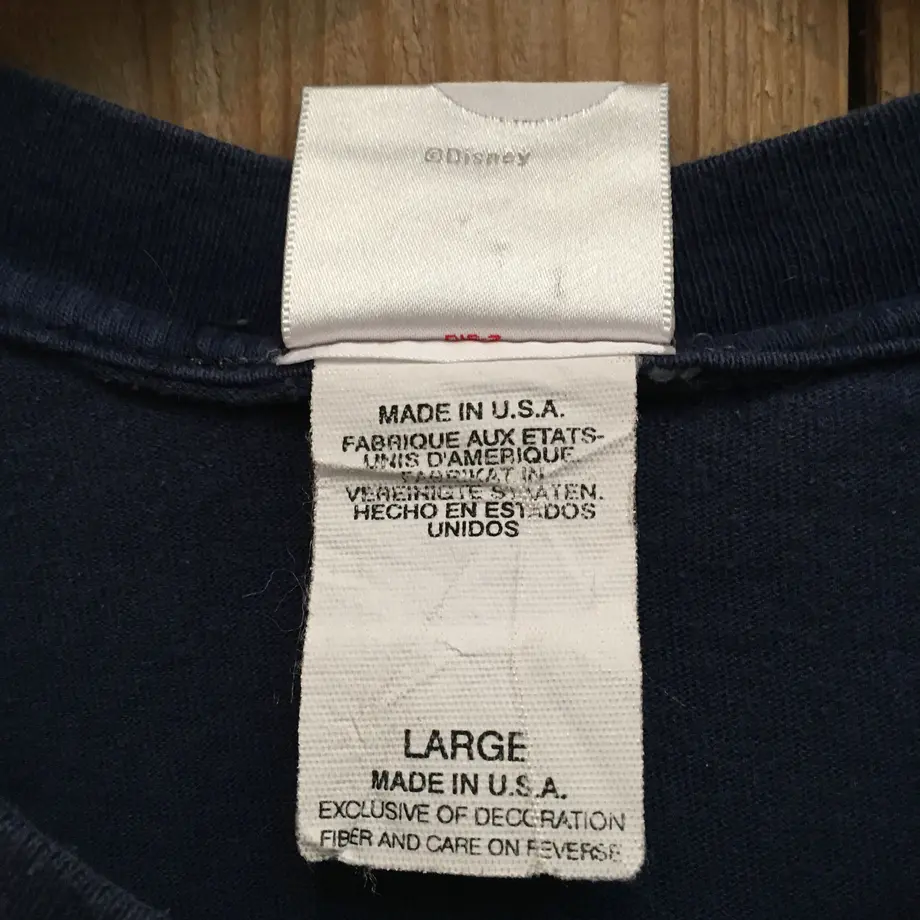 ©Disney
MADE IN U.S.A.
FABRIQUE AUX ETATS-
UNIS D'AMERIQUE
FABRIKAT IN
VEREINIGTE STAATEN.
HECHO EN ESTADOS
UNIDOS
LARGE
MADE IN U.S.A.
EXCLUSIVE OF DECORATION
FIBER AND CARE ON REVERSE